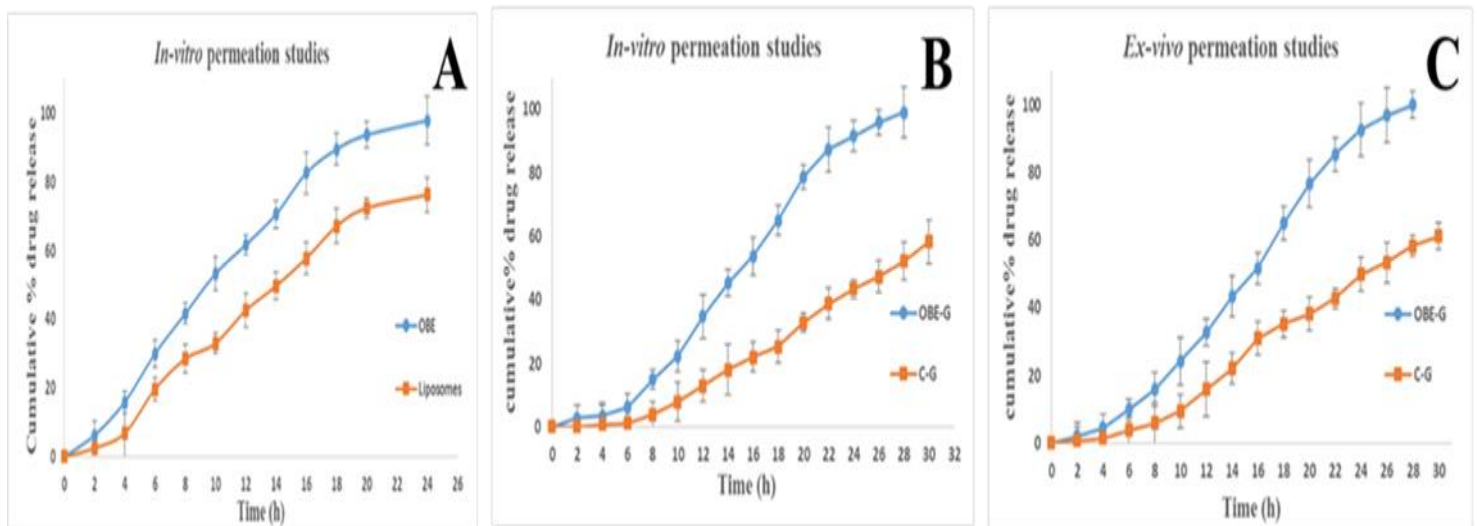 In-vitro permeation studies
A
Cumulative % drug release
100
80
60
40
20
0
OBE
Liposomes
0 2 4 6 8 10 12 14 16 18 20 22 24 26
Time (h)
In-vitro permeation studies
B
cumulative% drug release
100
80
60
40
20
0
OBE-G
C-G
0 2 4 6 8 10 12 14 16 18 20 22 24 26 28 30 32
Time (h)
Ex-vivo permeation studies
C
cumulative% drug release
100
80
60
40
20
0
OBE-G
C-G
0 2 4 6 8 10 12 14 16 18 20 22 24 26 28 30
Time (h)